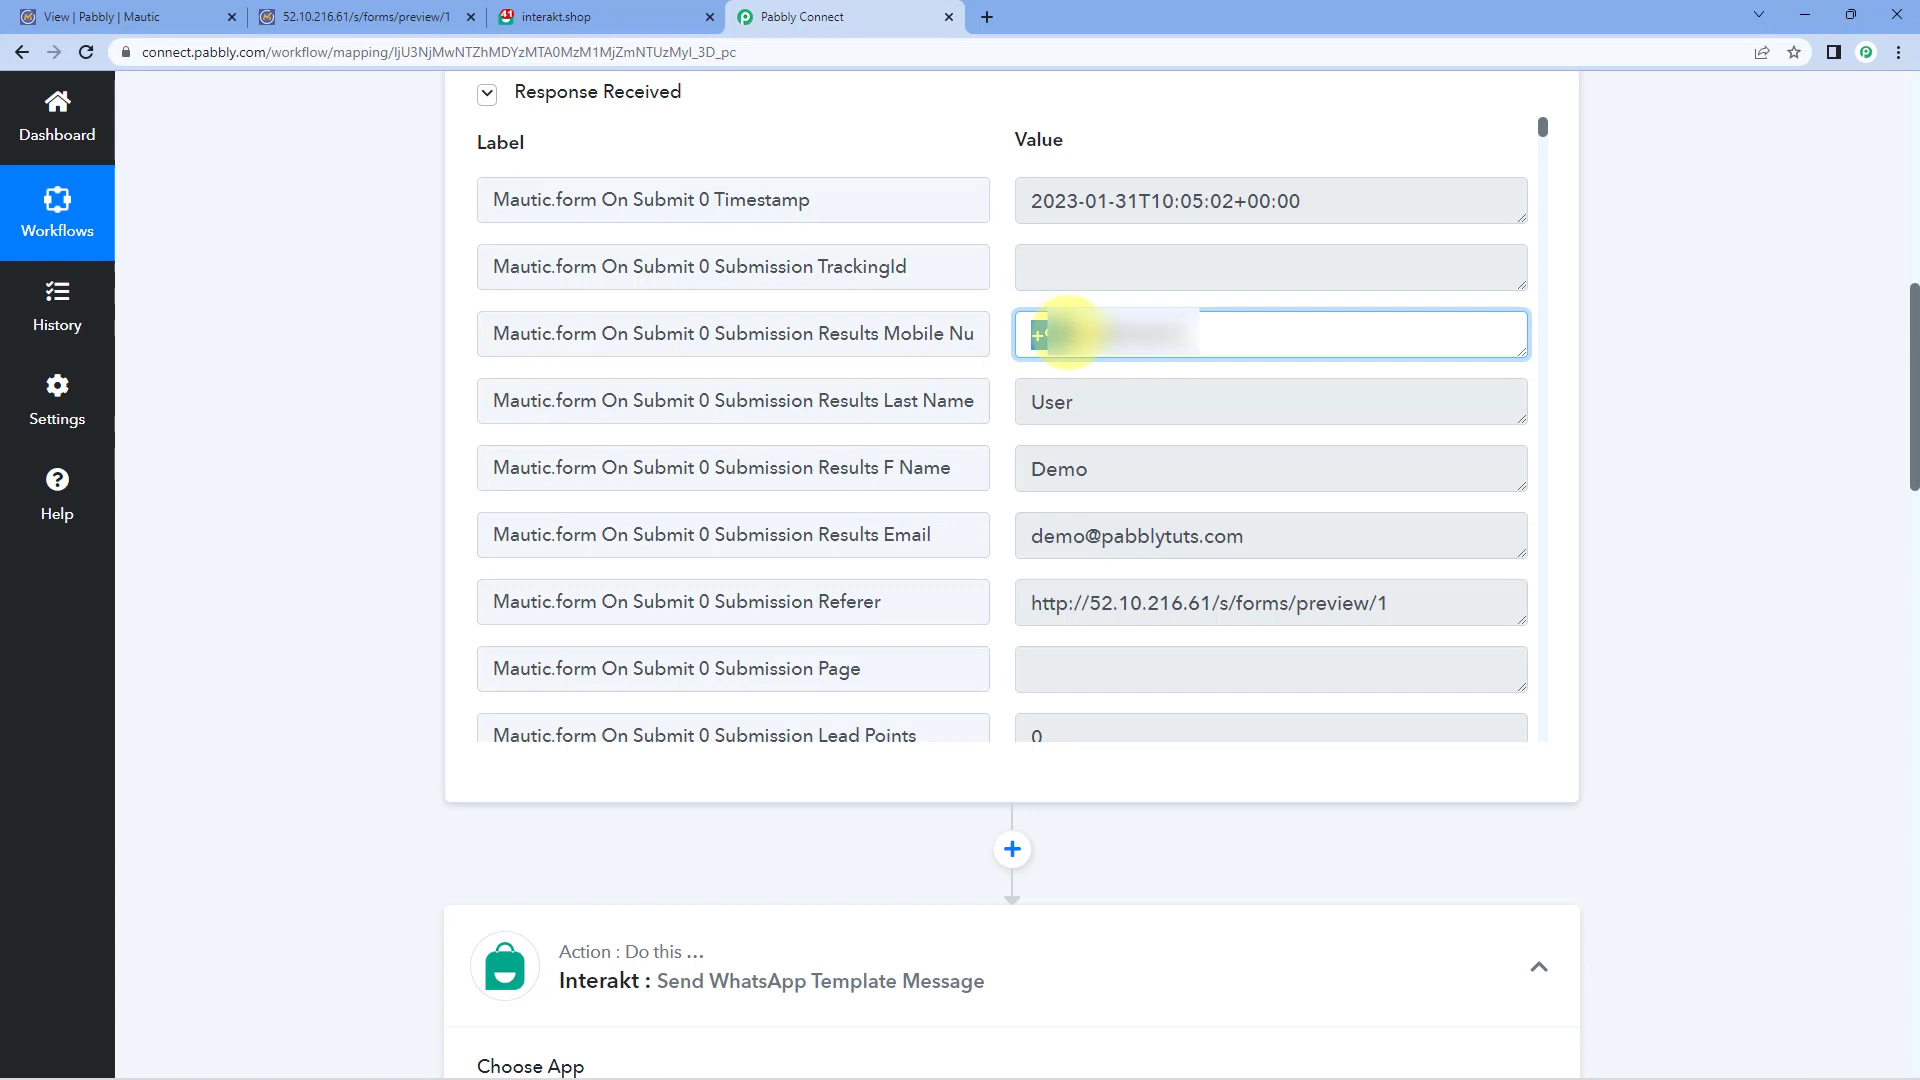 View | Pabbly | Mautic
52.10.216.61/s/forms/preview/1
41
interakt.shop
Pabbly Connect
connect.pabbly.com/workflow/mapping/IjU3NjMwNTZhMDYzMTA0MzM1MjZmNTUzMyI_3D_pc
Dashboard
Workflows
History
Settings
Help
Response Received
Label
Value
Mautic.form On Submit 0 Timestamp
2023-01-31T10:05:02+00:00
Mautic.form On Submit 0 Submission TrackingId
Mautic.form On Submit 0 Submission Results Mobile Nu
Mautic.form On Submit 0 Submission Results Last Name
User
Mautic.form On Submit 0 Submission Results F Name
Demo
Mautic.form On Submit 0 Submission Results Email
demo@pabblytuts.com
Mautic.form On Submit 0 Submission Referer
http://52.10.216.61/s/forms/preview/1
Mautic.form On Submit 0 Submission Page
Mautic.form On Submit 0 Submission Lead Points
0
Action : Do this ...
Interakt : Send WhatsApp Template Message
Choose App